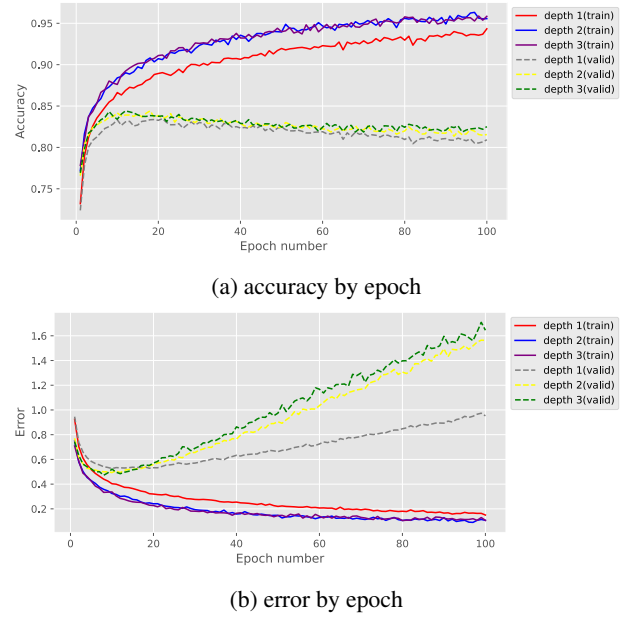 0.95
0.90
0.85
0.80
0.75
Accuracy
0 20 40 60 80 100
Epoch number
depth 1(train)
depth 2(train)
depth 3(train)
depth 1(valid)
depth 2(valid)
depth 3(valid)
(a) accuracy by epoch
1.6
1.4
1.2
1.0
0.8
0.6
0.4
0.2
Error
0 20 40 60 80 100
Epoch number
depth 1(train)
depth 2(train)
depth 3(train)
depth 1(valid)
depth 2(valid)
depth 3(valid)
(b) error by epoch